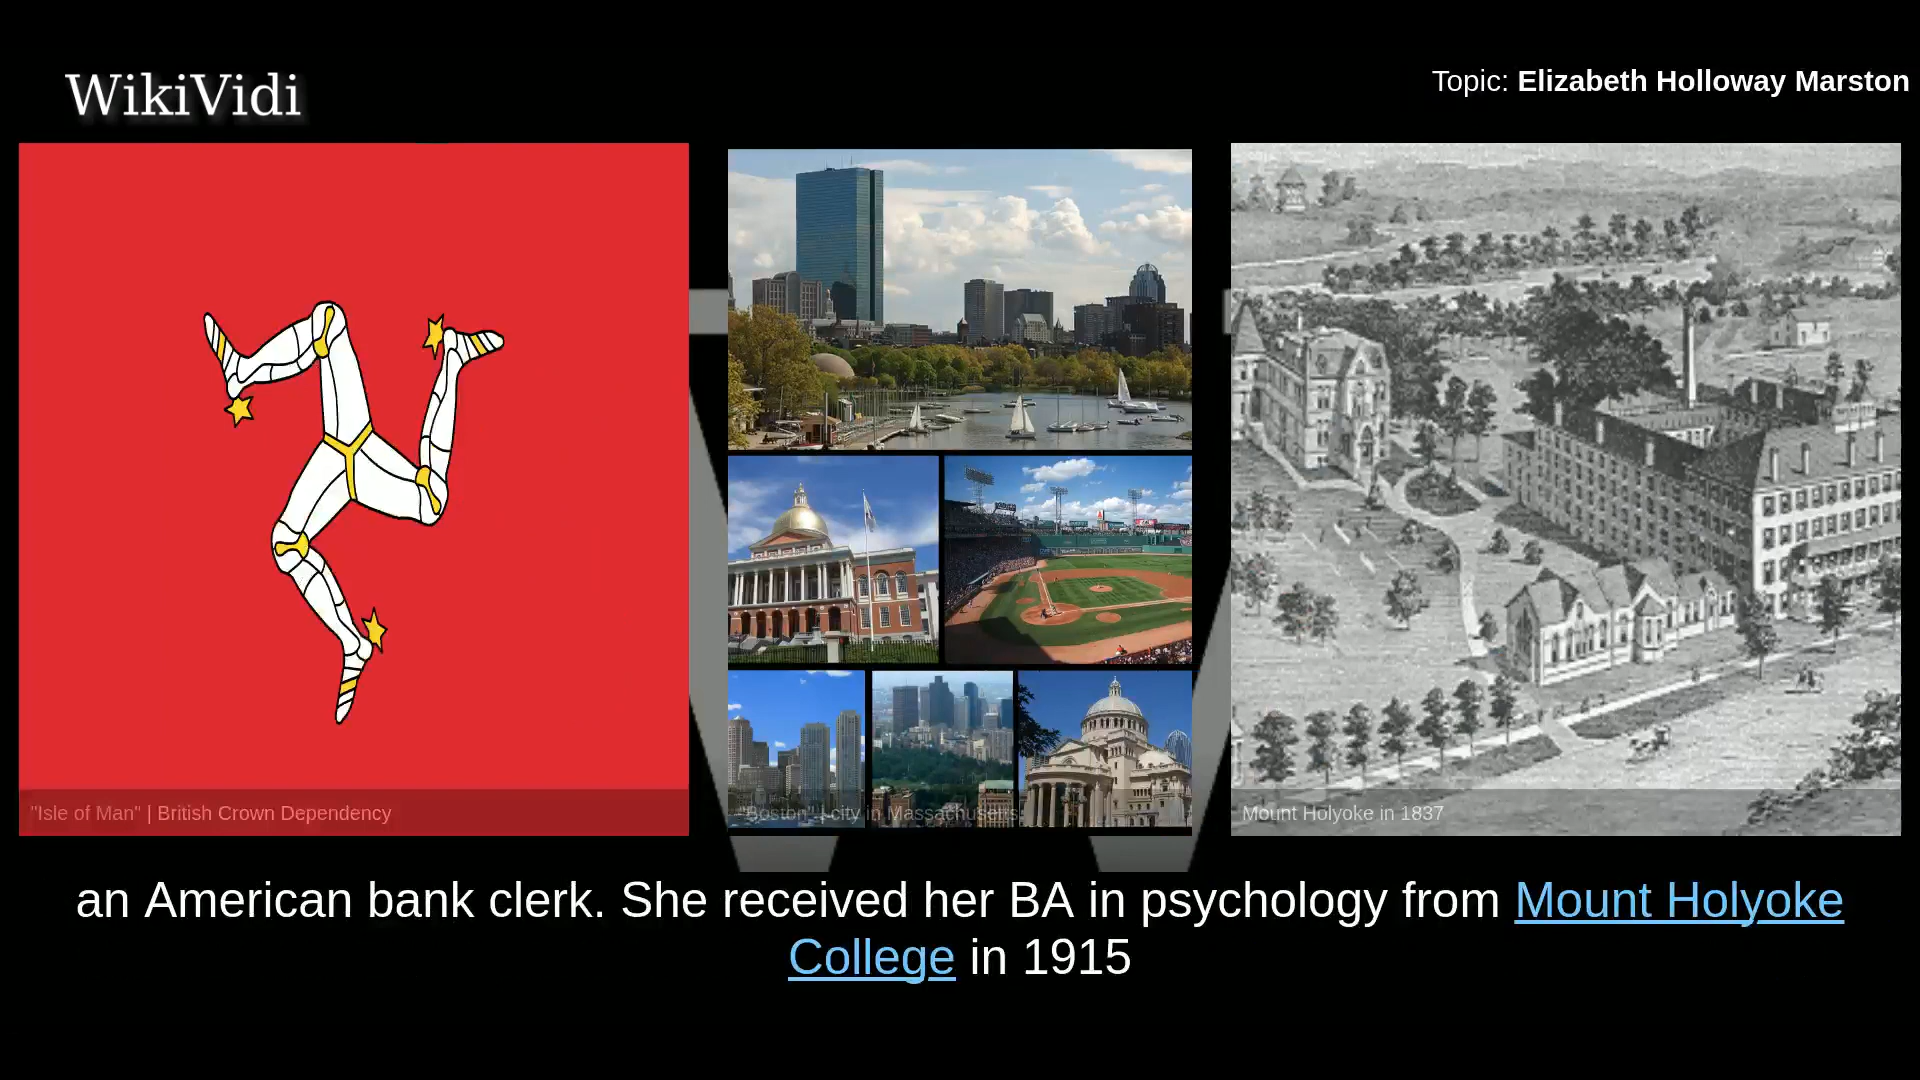 WikiVidi
Topic: Elizabeth Holloway Marston
"Isle of Man" | British Crown Dependency
"Boston" | city in Massachusetts
Mount Holyoke in 1837
an American bank clerk. She received her BA in psychology from Mount Holyoke
College in 1915